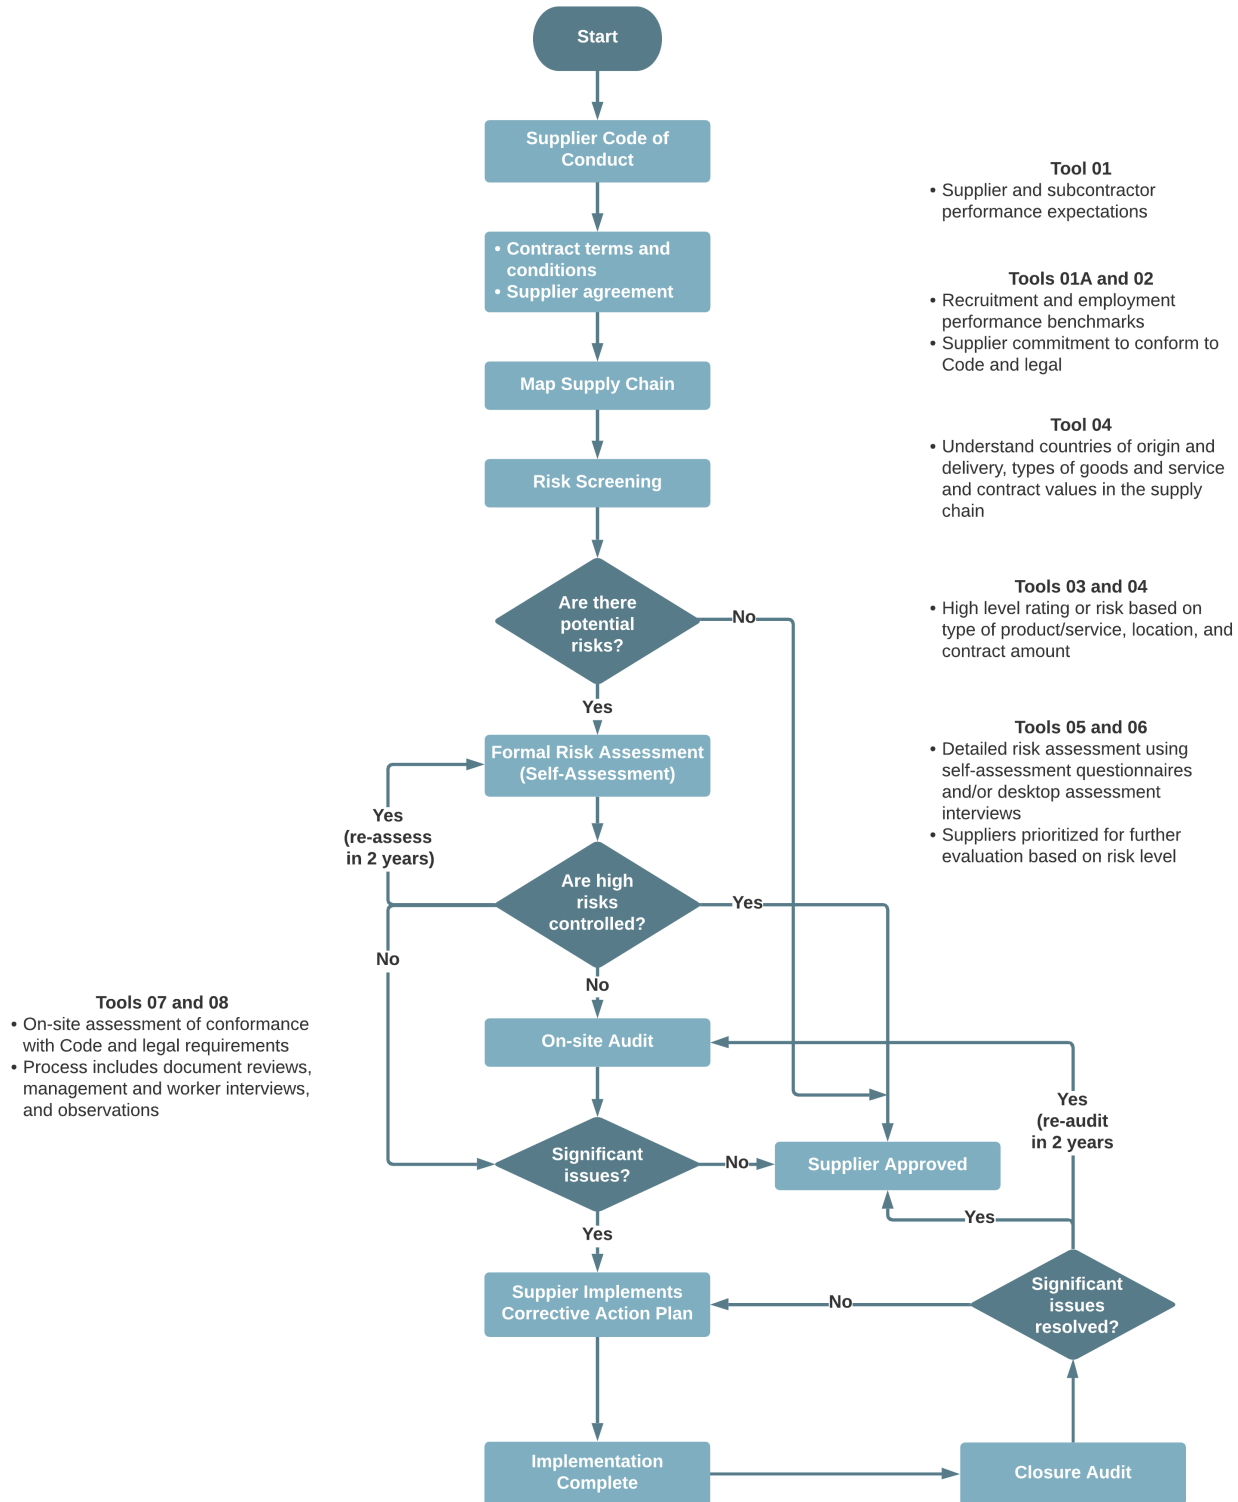 Start
Supplier Code of
Conduct
Tool 01
• Supplier and subcontractor
performance expectations
• Contract terms and
conditions
• Supplier agreement
Tools 01A and 02
• Recruitment and employment
performance benchmarks
• Supplier commitment to conform to
Code and legal
Map Supply Chain
Tool 04
• Understand countries of origin and
delivery, types of goods and service
and contract values in the supply
chain
Risk Screening
Are there
potential
risks?
No
Yes
Tools 03 and 04
• High level rating or risk based on
type of product/service, location, and
contract amount
Formal Risk Assessment
(Self-Assessment)
Tools 05 and 06
• Detailed risk assessment using
self-assessment questionnaires
and/or desktop assessment
interviews
• Suppliers prioritized for further
evaluation based on risk level
Yes
(re-assess
in 2 years)
Are high
risks
controlled?
Yes
No
No
Tools 07 and 08
• On-site assessment of conformance
with Code and legal requirements
• Process includes document reviews,
management and worker interviews,
and observations
On-site Audit
Yes
(re-audit
in 2 years
Significant
issues?
No
Supplier Approved
Yes
Yes
Suppier Implements
Corrective Action Plan
No
Significant
issues
resolved?
Implementation
Complete
Closure Audit